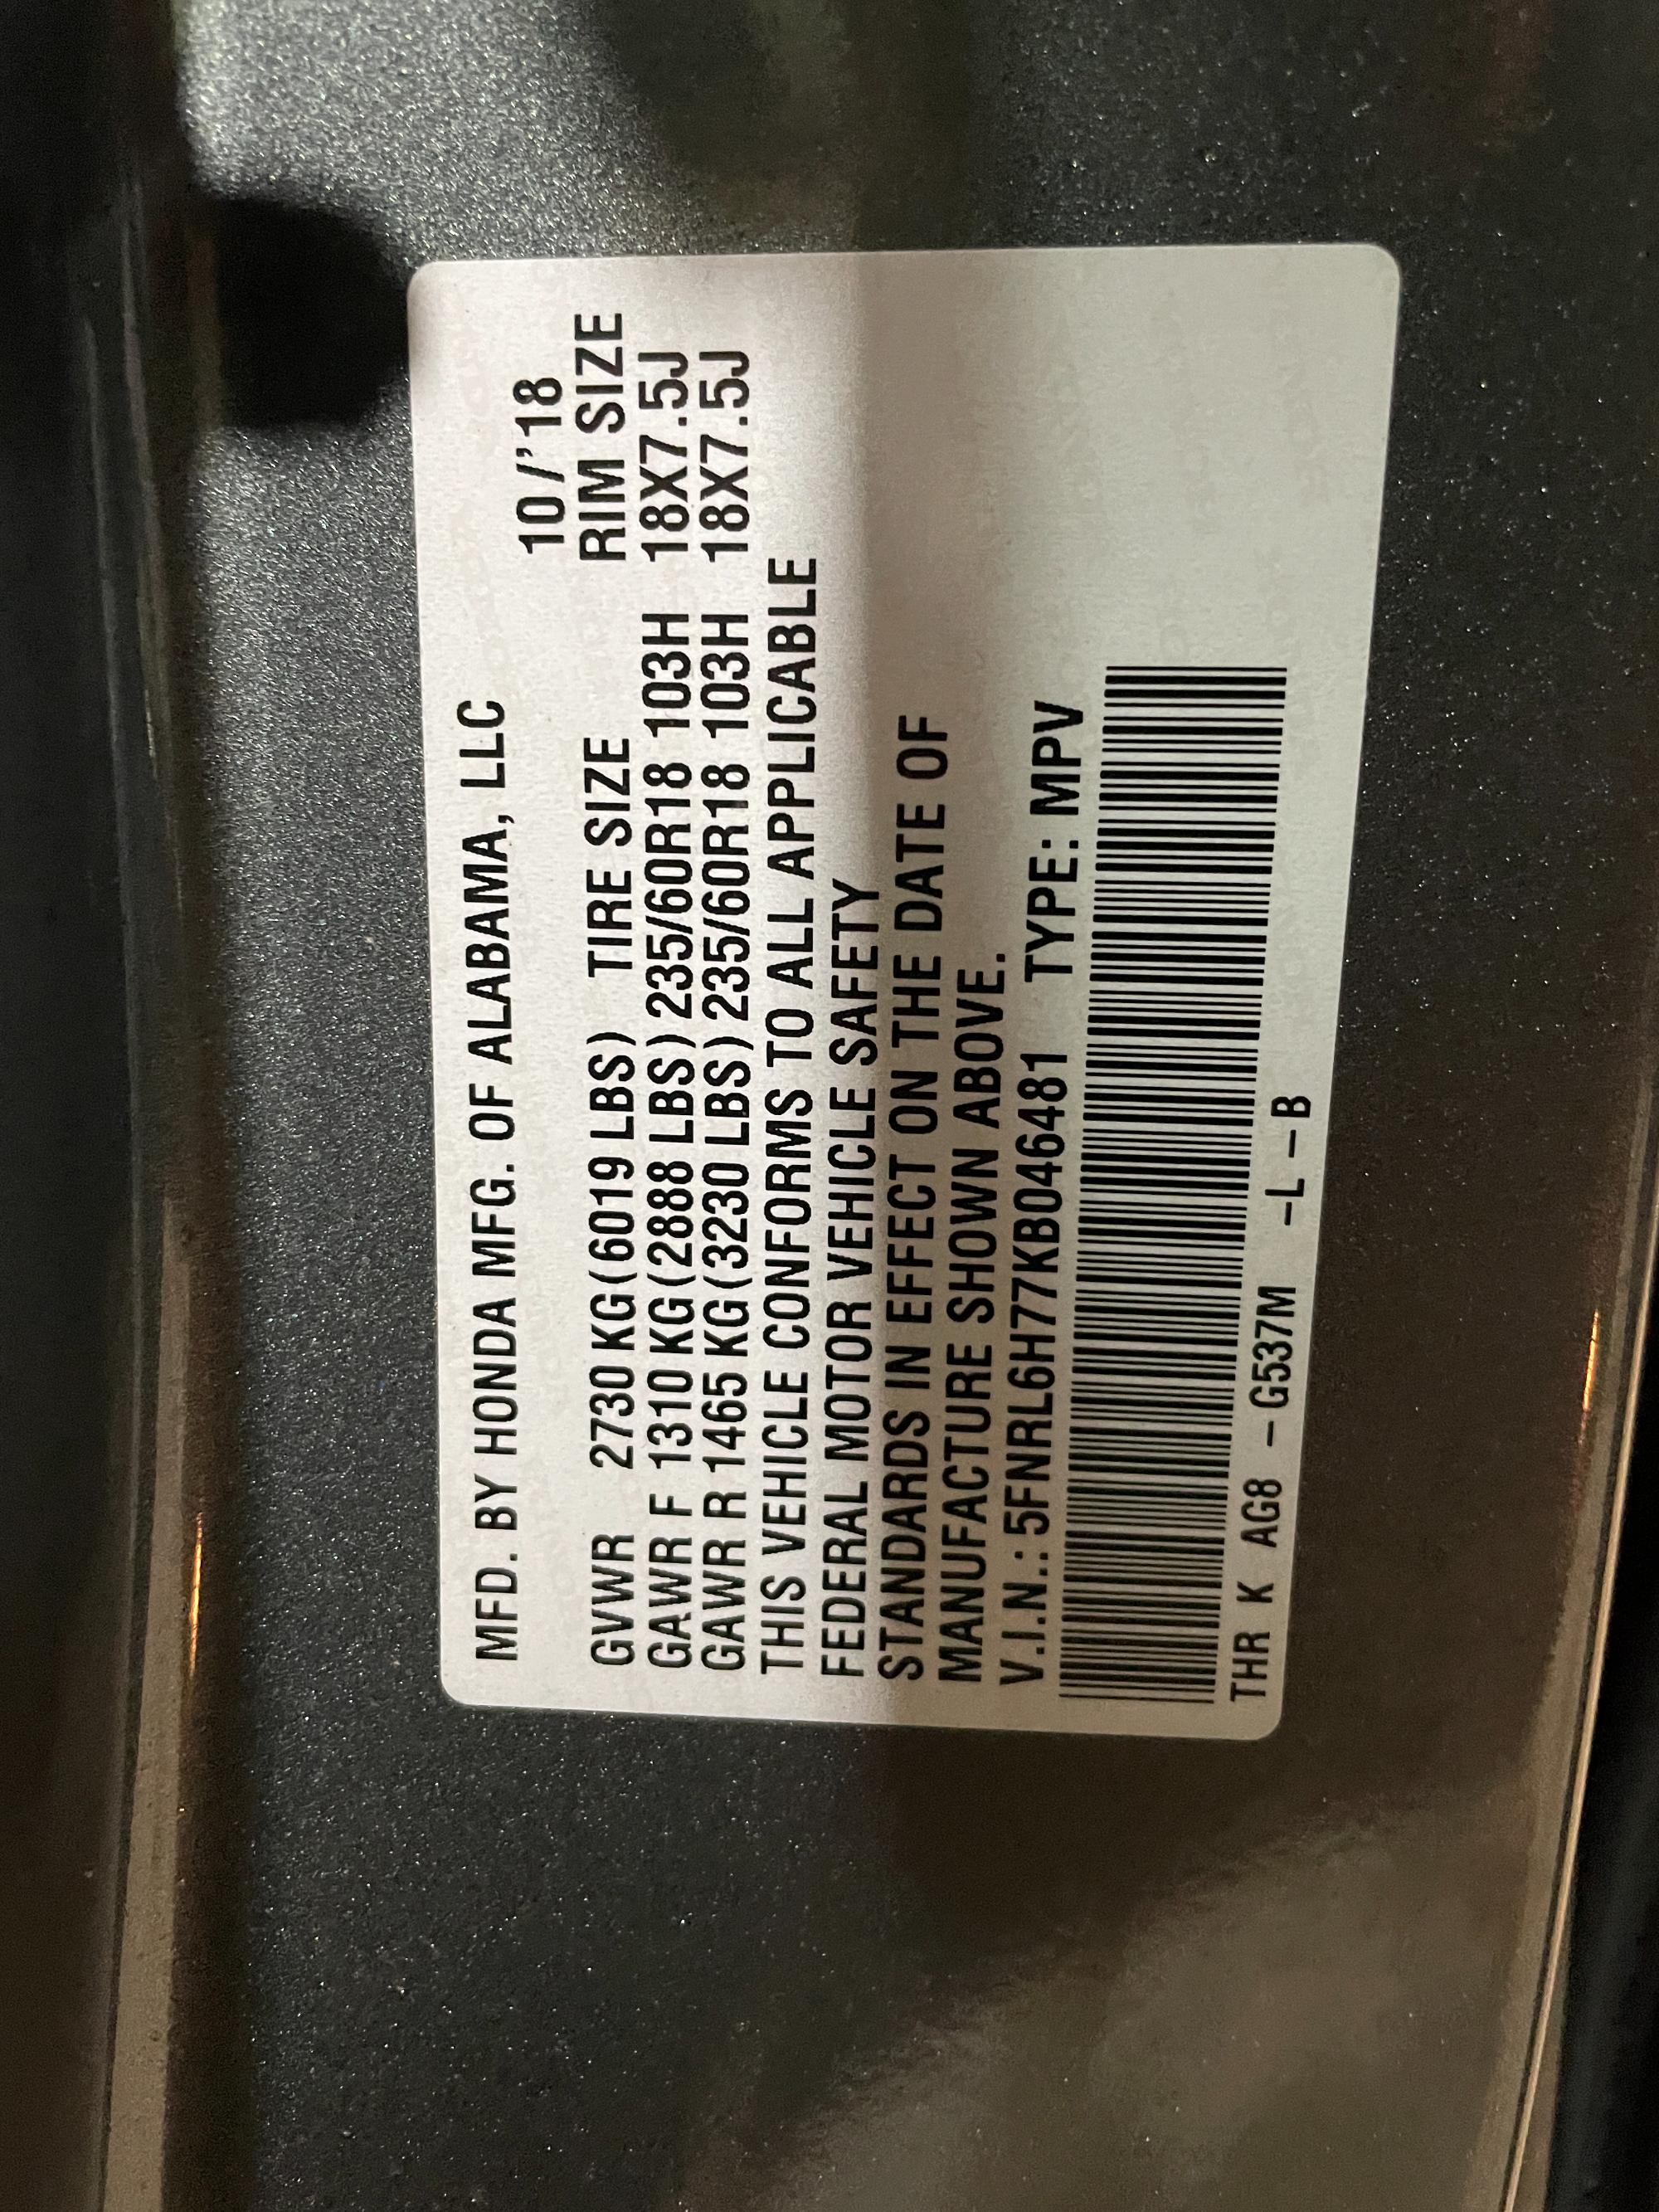 MFD. BY HONDA MFG. OF ALABAMA, LLC
10/'18
GVWR 2730 KG(6019 LBS) TIRE SIZE RIM SIZE
GAWR F 1310 KG(2888 LBS) 235/60R18 103H 18X7.5J
GAWR R 1465 KG(3230 LBS) 235/60R18 103H 18X7.5J
THIS VEHICLE CONFORMS TO ALL APPLICABLE
FEDERAL MOTOR VEHICLE SAFETY
STANDARDS IN EFFECT ON THE DATE OF
MANUFACTURE SHOWN ABOVE.
V.I.N.: 5FNRL6H77KB046481 TYPE: MPV
THR K AG8 –G537M –L–B